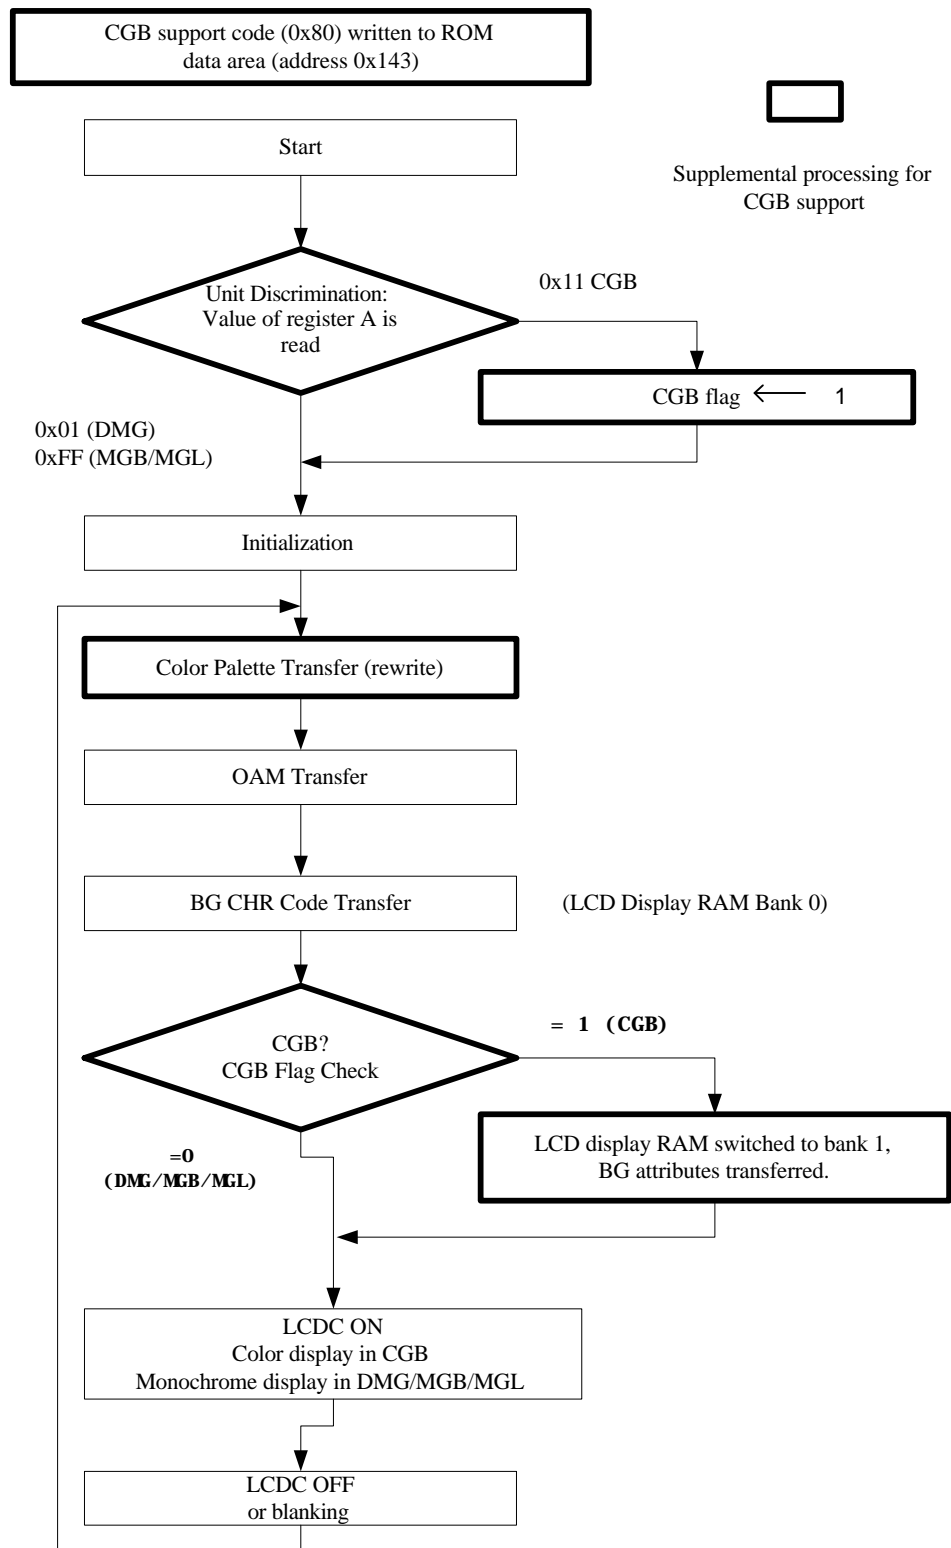 CGB support code (0x80) written to ROM
data area (address 0x143)
Start
Supplemental processing for
CGB support
Unit Discrimination:
Value of register A is
read
0x11 CGB
CGB flag ← 1
0x01 (DMG)
0xFF (MGB/MGL)
Initialization
Color Palette Transfer (rewrite)
OAM Transfer
BG CHR Code Transfer
(LCD Display RAM Bank 0)
CGB?
CGB Flag Check
= 1 (CGB)
=0
(DMG/MGB/MGL)
LCD display RAM switched to bank 1,
BG attributes transferred.
LCDC ON
Color display in CGB
Monochrome display in DMG/MGB/MGL
LCDC OFF
or blanking